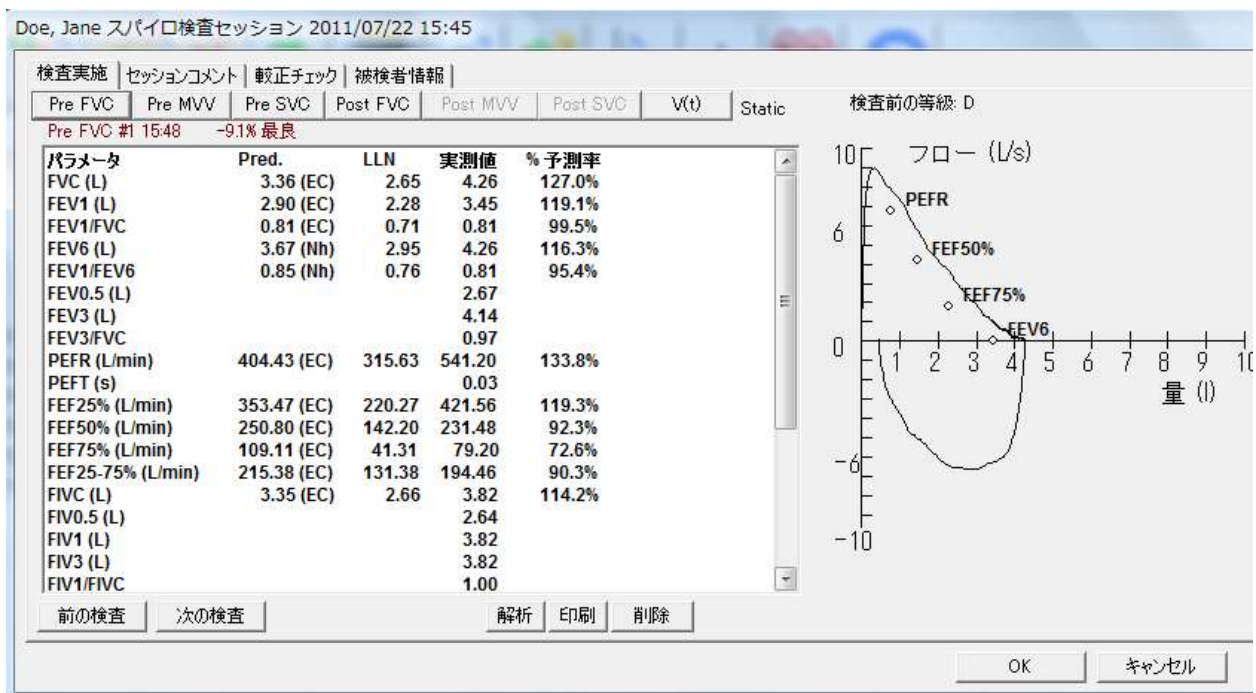 Doe, Jane スパイロ検査セッション 2011/07/22 15:45
検査実施 セッションコメント 較正チェック 被検者情報
Pre FVC Pre MVV Pre SVC Post FVC Post MVV Post SVC V(t) Static 検査前の等級: D
Pre FVC #1 15:48 -9.1% 最良
パラメータ Pred. LLN 実測値 % 予測率
FVC (L) 3.36 (EC) 2.65 4.26 127.0%
FEV1 (L) 2.90 (EC) 2.28 3.45 119.1%
FEV1/FVC 0.81 (EC) 0.71 0.81 99.5%
FEV6 (L) 3.67 (Nh) 2.95 4.26 116.3%
FEV1/FEV6 0.85 (Nh) 0.76 0.81 95.4%
FEV0.5 (L) 2.67
FEV3 (L) 4.14
FEV3/FVC 0.97
PEFR (L/min) 404.43 (EC) 315.63 541.20 133.8%
PEFT (s) 0.03
FEF25% (L/min) 353.47 (EC) 220.27 421.56 119.3%
FEF50% (L/min) 250.80 (EC) 142.20 231.48 92.3%
FEF75% (L/min) 109.11 (EC) 41.31 79.20 72.6%
FEF25-75% (L/min) 215.38 (EC) 131.38 194.46 90.3%
FIVC (L) 3.35 (EC) 2.66 3.82 114.2%
FIV0.5 (L) 2.64
FIV1 (L) 3.82
FIV3 (L) 3.82
FIV1/FIVC 1.00
10 フロー (L/s)
PEFR
6
FEF50%
FEF75%
FEV6
0 1 2 3 4 5 6 7 8 9 10
量 (l)
-6
-10
前の検査 次の検査 解析 印刷 削除
OK キャンセル